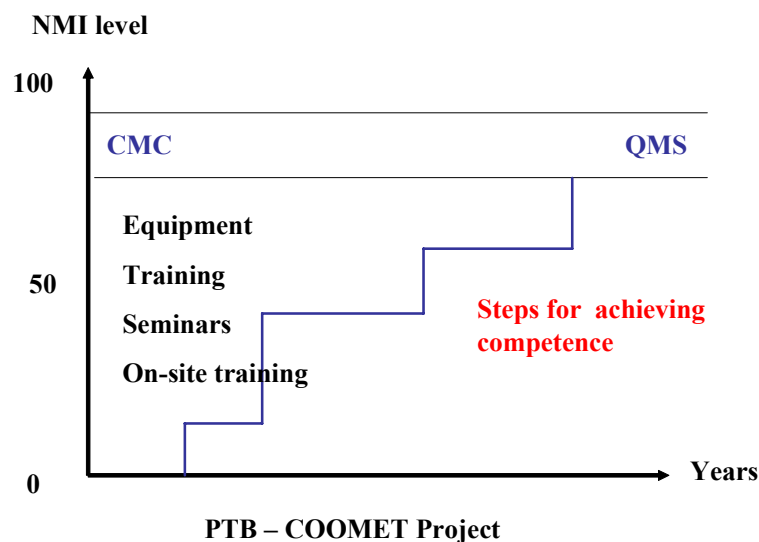 NMI level
100
CMC QMS
Equipment
Training
50
Seminars
Steps for achieving
competence
On-site training
0
Years
PTB – COOMET Project